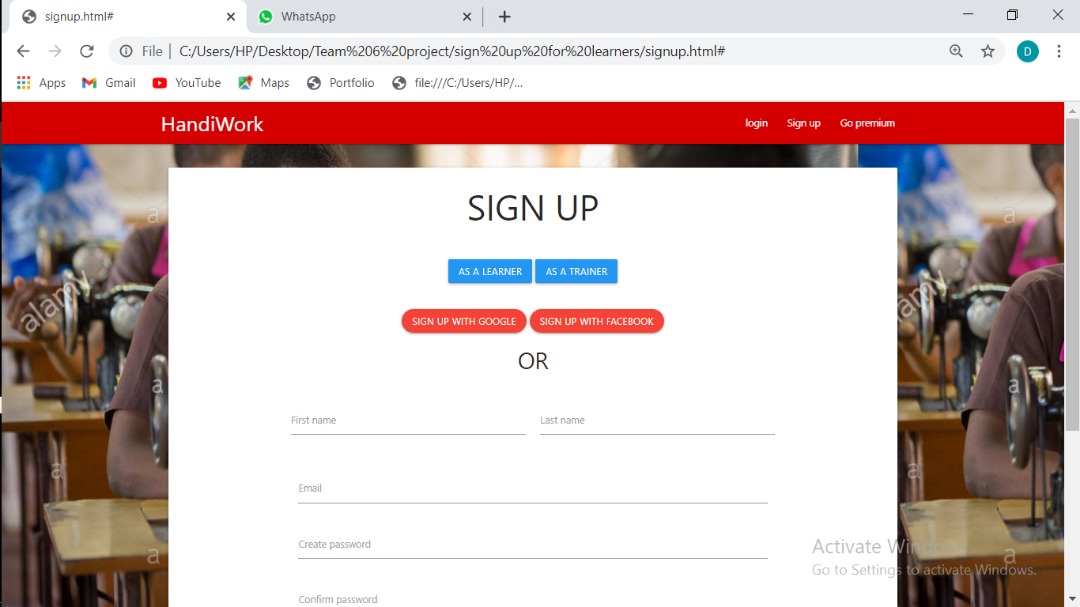 signup.html#
WhatsApp
File | C:/Users/HP/Desktop/Team%206%20project/sign%20up%20for%20learners/signup.html#
D
Apps Gmail YouTube Maps Portfolio file:///C:/Users/HP/...
HandiWork
login Sign up Go premium
SIGN UP
AS A LEARNER AS A TRAINER
SIGN UP WITH GOOGLE SIGN UP WITH FACEBOOK
OR
First name Last name
Email
Create password
Confirm password
Activate Windows
Go to Settings to activate Windows.
a
a
alamy
a
a
a
a
a
a